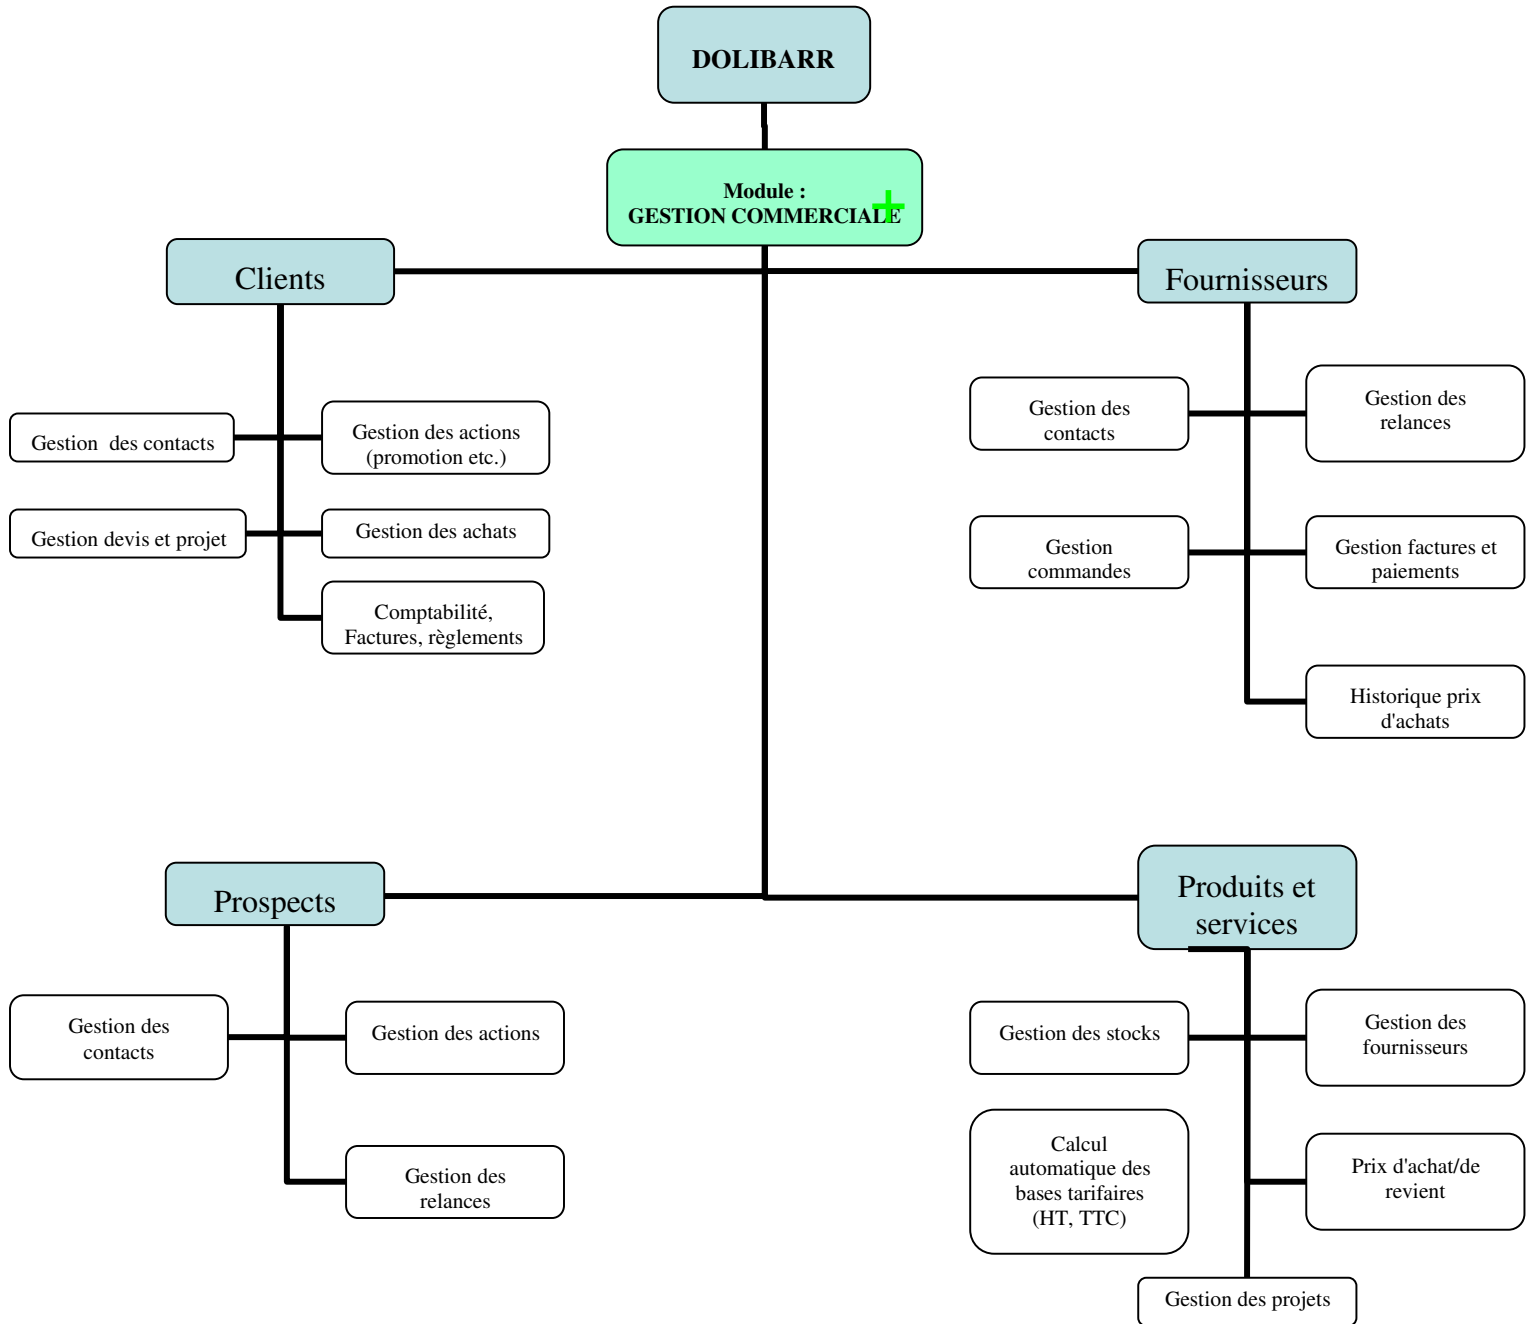 DOLIBARR
Module :
GESTION COMMERCIALE
Clients
Gestion  des contacts
Gestion des actions
(promotion etc.)
Gestion devis et projet
Gestion des achats
Comptabilité,
Factures, règlements
Fournisseurs
Gestion des
contacts
Gestion des
relances
Gestion
commandes
Gestion factures et
paiements
Historique prix
d'achats
Prospects
Gestion des
contacts
Gestion des actions
Gestion des
relances
Produits et
services
Gestion des stocks
Gestion des
fournisseurs
Calcul
automatique des
bases tarifaires
(HT, TTC)
Prix d'achat/de
revient
Gestion des projets